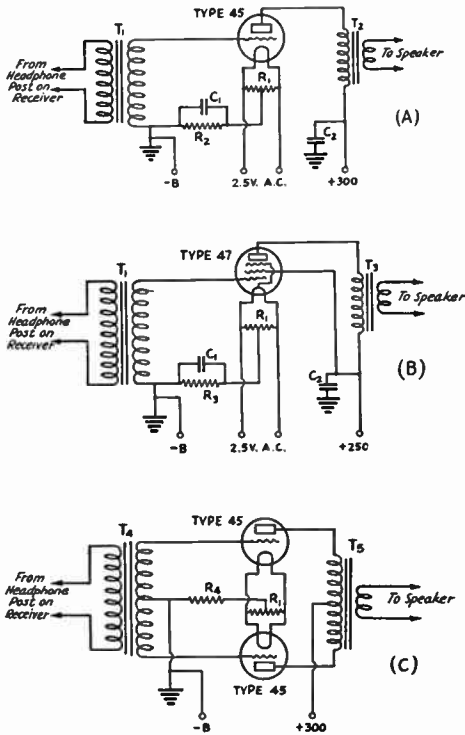 TYPE 45
T1
T2
From
Headphone
Post on
Receiver
To Speaker
R1
C1
(A)
R2
C2
-B
2.5V. A.C.
+300
TYPE 47
T1
T3
From
Headphone
Post on
Receiver
To Speaker
R1
(B)
C1
R3
C2
-B
2.5V. A.C.
+250
TYPE 45
T4
T5
From
Headphone
Post on
Receiver
R4
R1
To Speaker
(C)
TYPE 45
-B
+300